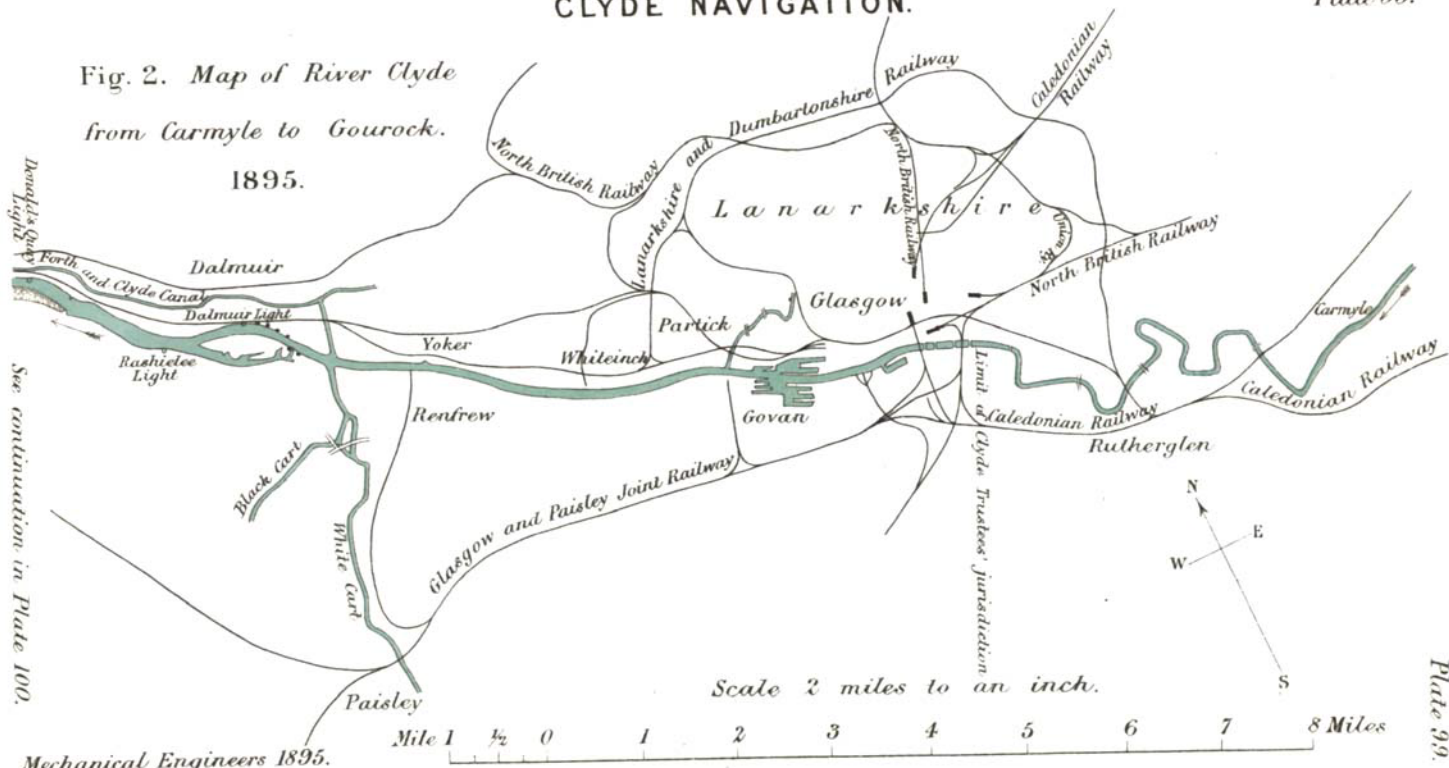 CLYDE NAVIGATION.
Fig. 2. Map of River Clyde
from Carmyle to Gourock.
1895.
Donald's Quay
Light
Forth and Clyde Canal
Dalmuir
Dalmuir Light
Rashielee
Light
Yoker
North British Railway
Lanarkshire and
Dumbartonshire Railway
North British Railway
Caledonian
Railway
Lanarkshire
Union Ry.
North British Railway
Glasgow
Partick
Whiteinch
Govan
Renfrew
Black Cart
White Cart
Paisley
Glasgow and Paisley Joint Railway
Limit of Clyde Trustees' jurisdiction
Caledonian Railway
Rutherglen
Caledonian Railway
Carmyle
N
E
W
S
See continuation in Plate 100.
Scale 2 miles to an inch.
Mile 1 ½ 0 1 2 3 4 5 6 7 8 Miles
Mechanical Engineers 1895.
Plate 99.